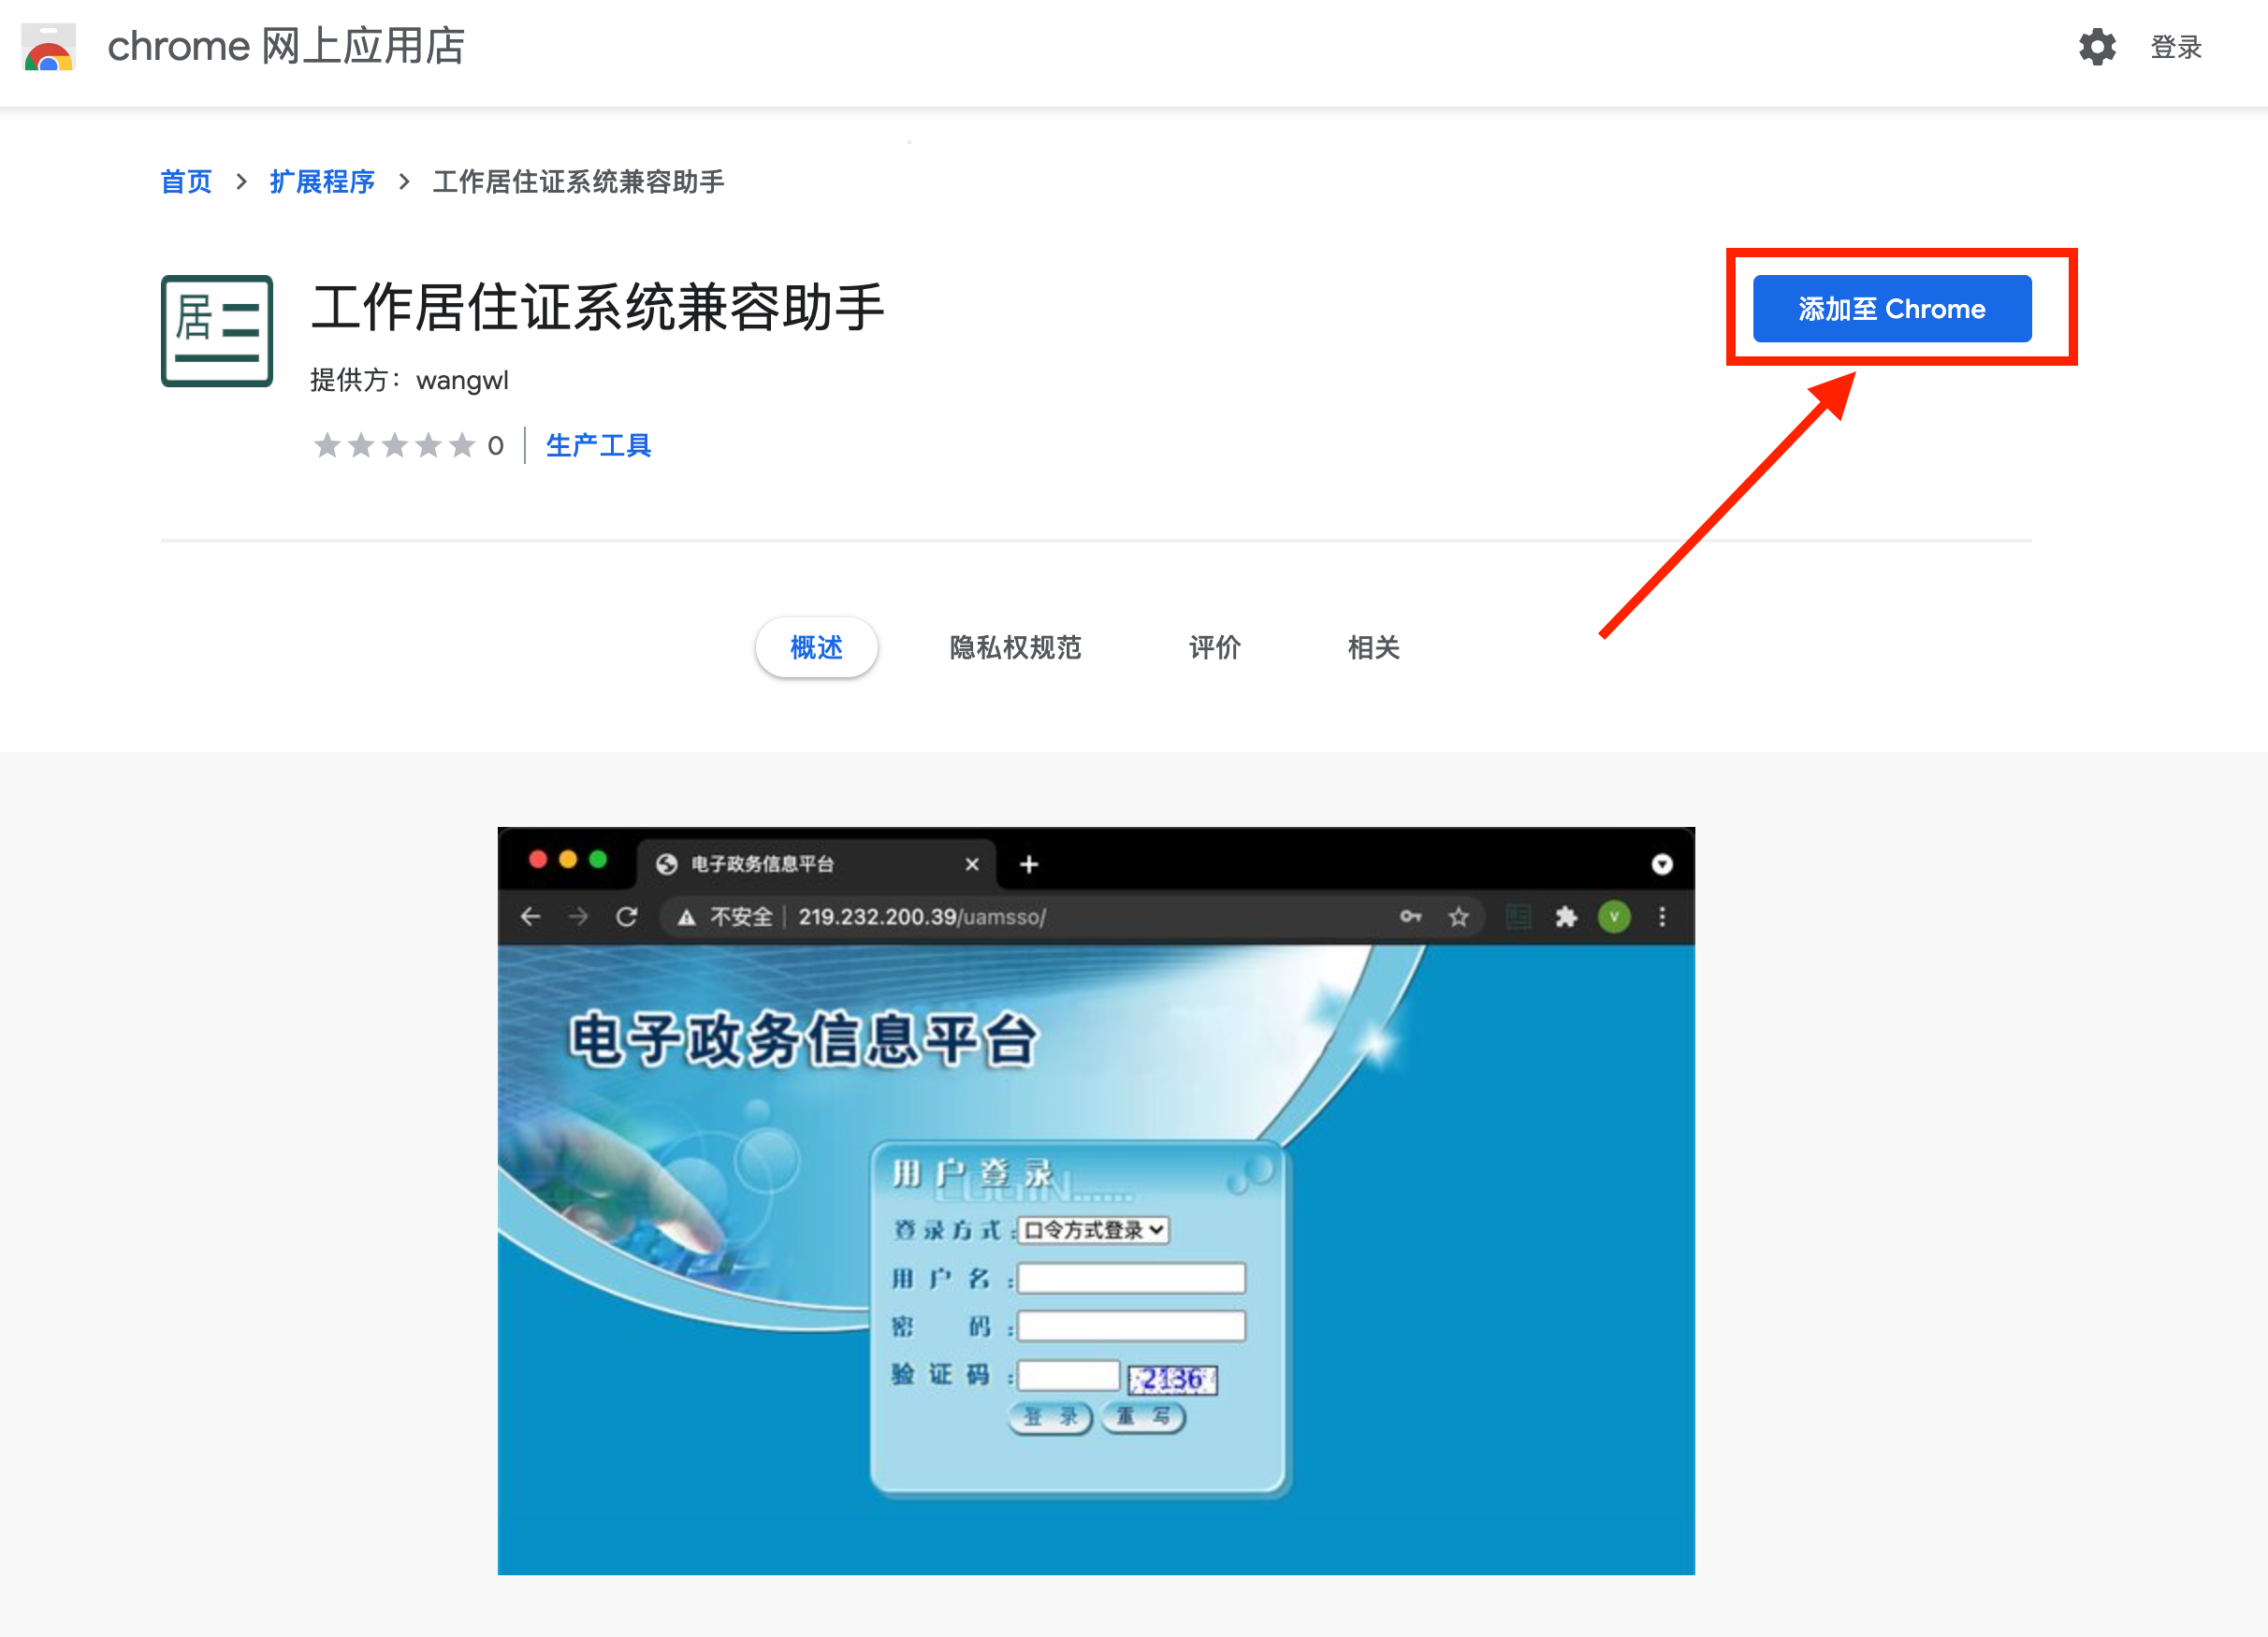 chrome 网上应用店
登录
首页 > 扩展程序 > 工作居住证系统兼容助手
居
工作居住证系统兼容助手
添加至 Chrome
提供方：wangwl
0 | 生产工具
概述 隐私权规范 评价 相关
电子政务信息平台
不安全 | 219.232.200.39/uamsso/
V
电子政务信息平台
用户登录
LOGIN......
登录方式：口令方式登录
用户名：
密码：
验证码： 2136
登录 重写